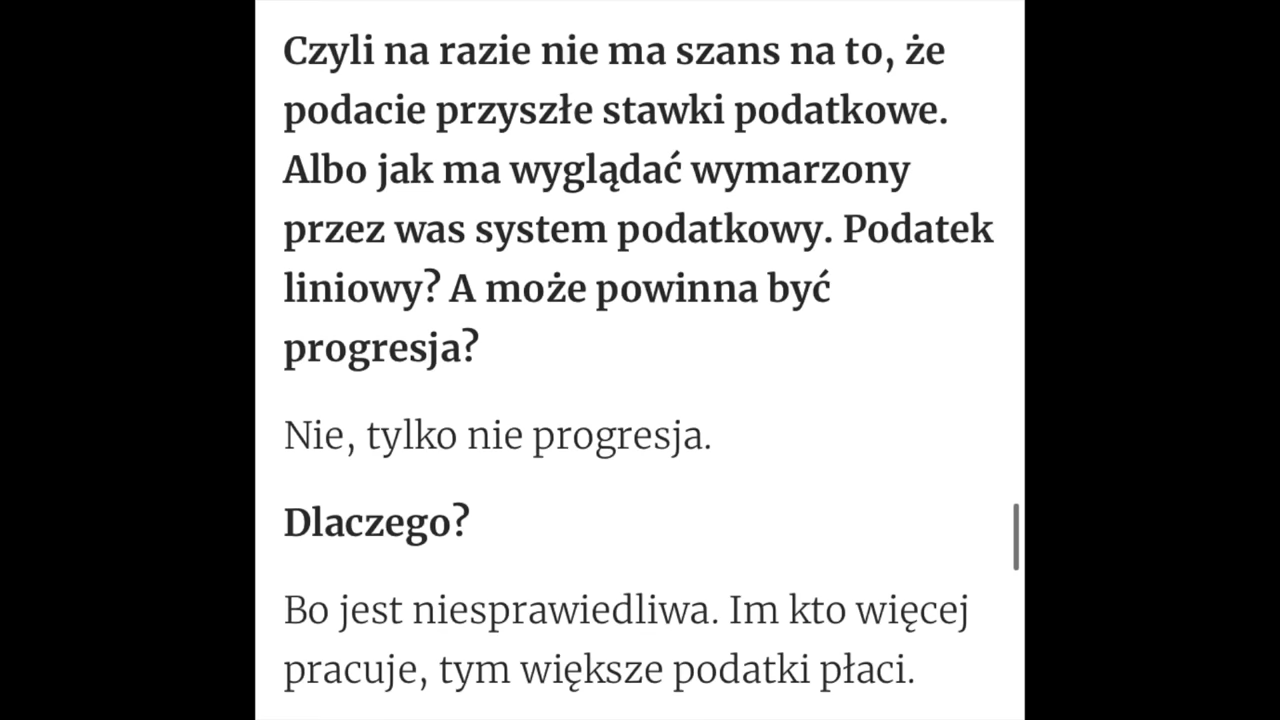 Czyli na razie nie ma szans na to, że
podacie przyszłe stawki podatkowe.
Albo jak ma wyglądać wymarzony
przez was system podatkowy. Podatek
liniowy? A może powinna być
progresja?
Nie, tylko nie progresja.
Dlaczego?
Bo jest niesprawiedliwa. Im kto więcej
pracuje, tym większe podatki płaci.